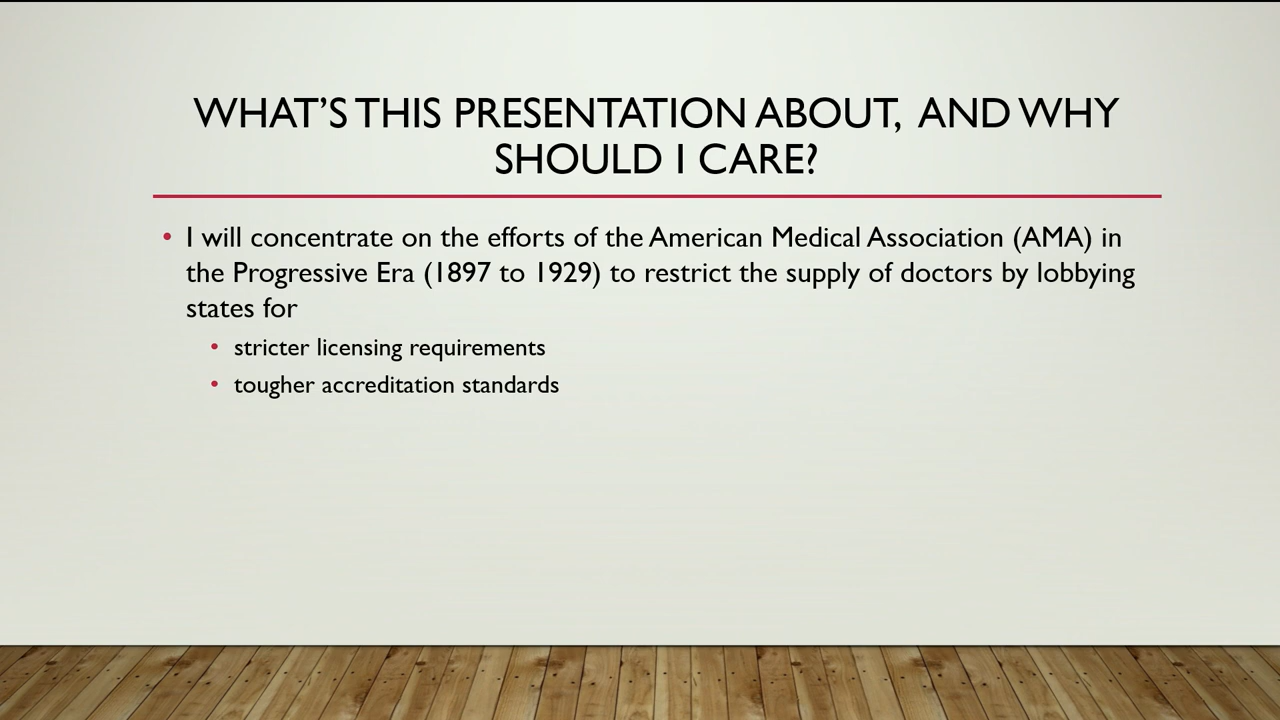 WHAT’S THIS PRESENTATION ABOUT, AND WHY
SHOULD I CARE?
• I will concentrate on the efforts of the American Medical Association (AMA) in
the Progressive Era (1897 to 1929) to restrict the supply of doctors by lobbying
states for
• stricter licensing requirements
• tougher accreditation standards